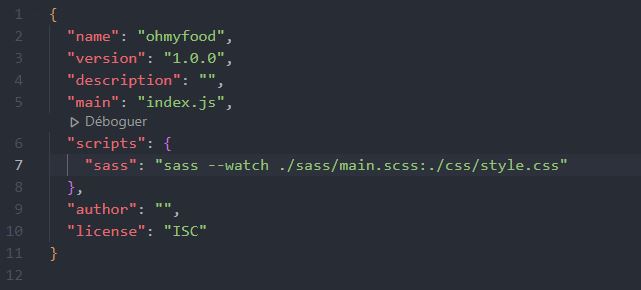 1 {
2 "name": "ohmyfood",
3 "version": "1.0.0",
4 "description": "",
5 "main": "index.js",
Déboguer
6 "scripts": {
7 "sass": "sass --watch ./sass/main.scss:./css/style.css"
8 },
9 "author": "",
10 "license": "ISC"
11 }
12